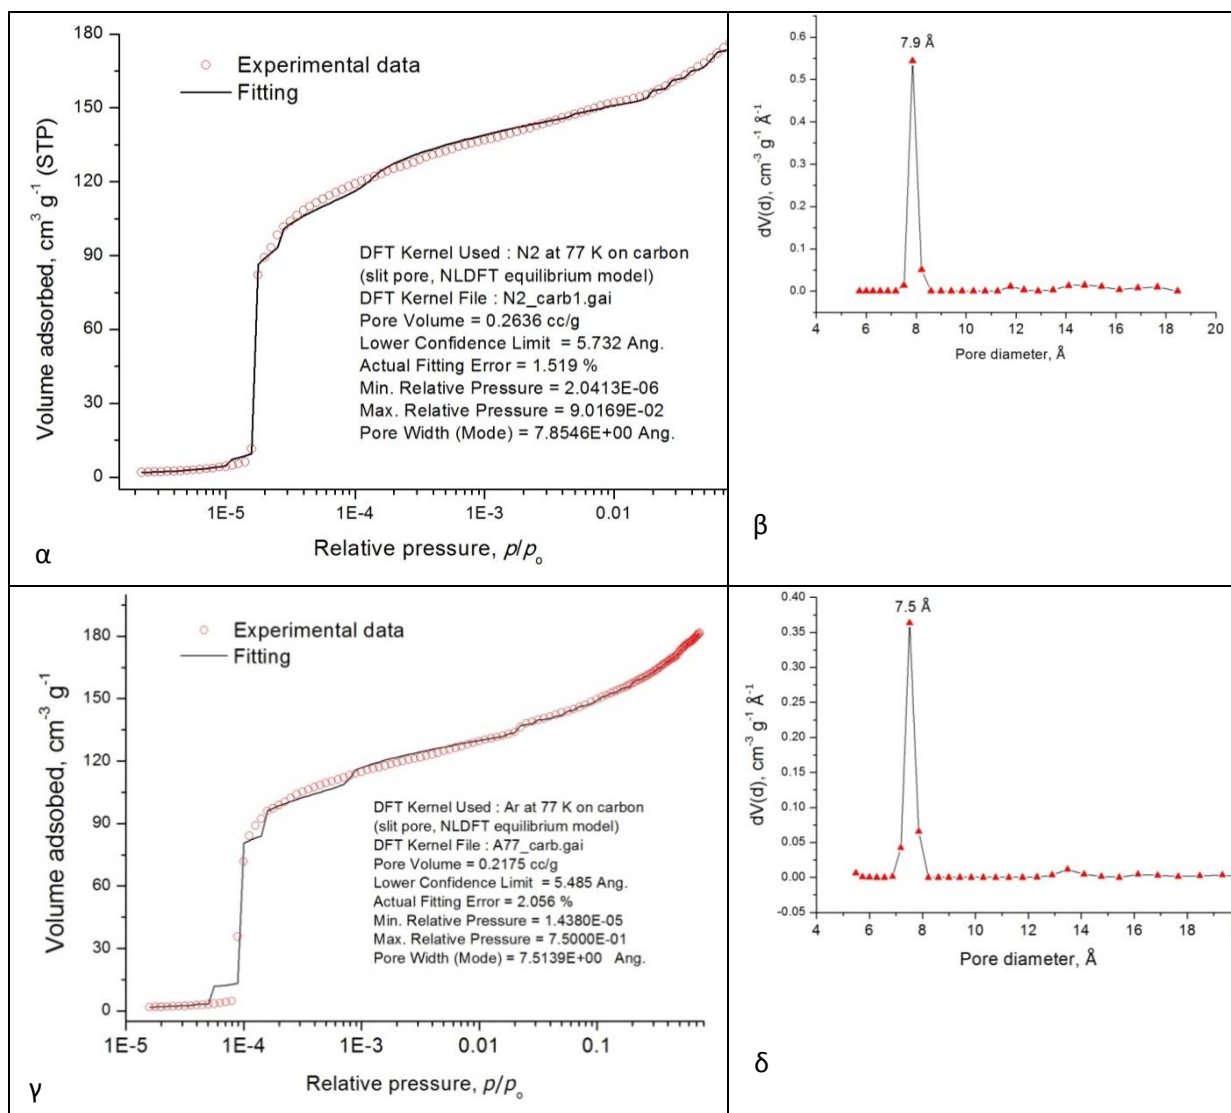 180
150
120
90
60
30
0
Volume adsorbed, cm³ g⁻¹ (STP)
Experimental data
Fitting
DFT Kernel Used : N2 at 77 K on carbon
(slit pore, NLDFT equilibrium model)
DFT Kernel File : N2_carb1.gai
Pore Volume = 0.2636 cc/g
Lower Confidence Limit = 5.732 Ang.
Actual Fitting Error = 1.519 %
Min. Relative Pressure = 2.0413E-06
Max. Relative Pressure = 9.0169E-02
Pore Width (Mode) = 7.8546E+00 Ang.
1E-5 1E-4 1E-3 0.01
Relative pressure, p/pₒ
α
7.9 Å
0.6
0.5
0.4
0.3
0.2
0.1
0.0
dV(d), cm⁻³ g⁻¹ Å⁻¹
4 6 8 10 12 14 16 18 20
Pore diameter, Å
β
180
150
120
90
60
30
0
Volume adsobed, cm⁻³ g⁻¹
Experimental data
Fitting
DFT Kernel Used : Ar at 77 K on carbon
(slit pore, NLDFT equilibrium model)
DFT Kernel File : A77_carb.gai
Pore Volume = 0.2175 cc/g
Lower Confidence Limit = 5.485 Ang.
Actual Fitting Error = 2.056 %
Min. Relative Pressure = 1.4380E-05
Max. Relative Pressure = 7.5000E-01
Pore Width (Mode) = 7.5139E+00 Ang.
1E-5 1E-4 1E-3 0.01 0.1
Relative pressure, p/pₒ
γ
7.5 Å
0.40
0.35
0.30
0.25
0.20
0.15
0.10
0.05
0.00
-0.05
dV(d), cm⁻³ g⁻¹ Å⁻¹
4 6 8 10 12 14 16 18
Pore diameter, Å
δ